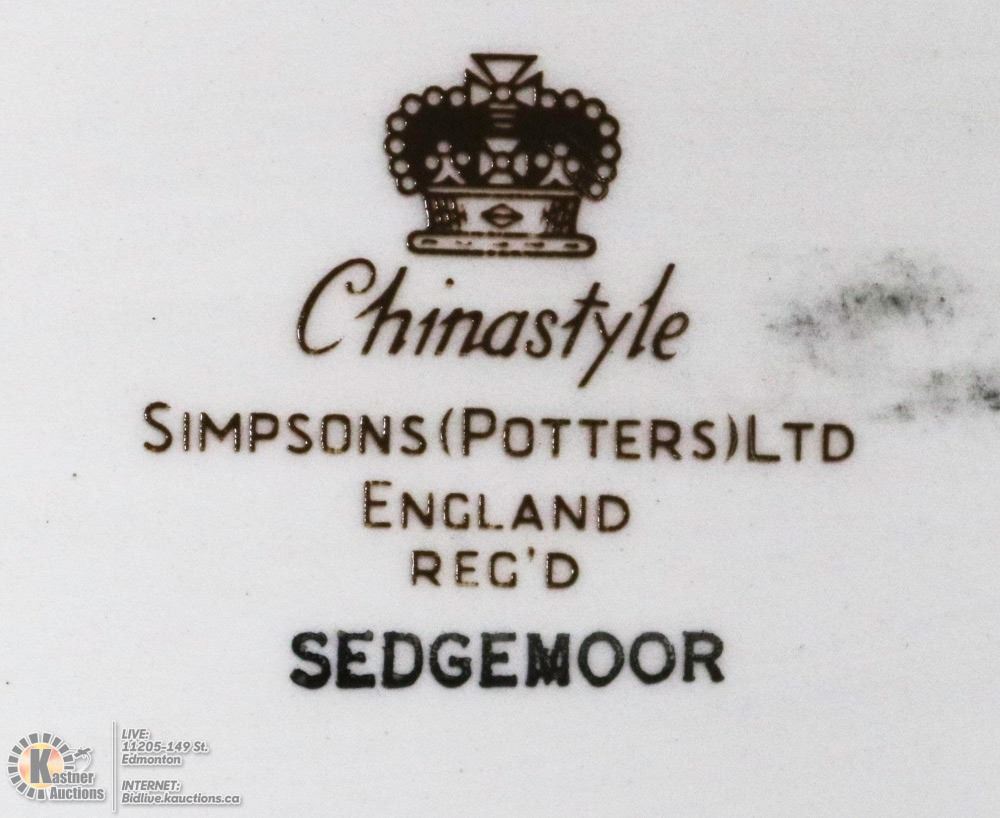 Chinastyle
SIMPSONS (POTTERS) LTD
ENGLAND
REG'D
SEDGEMOOR
Kastner
Auctions
LIVE:
11205-149 St.
Edmonton
INTERNET:
Bidlive.kauctions.ca